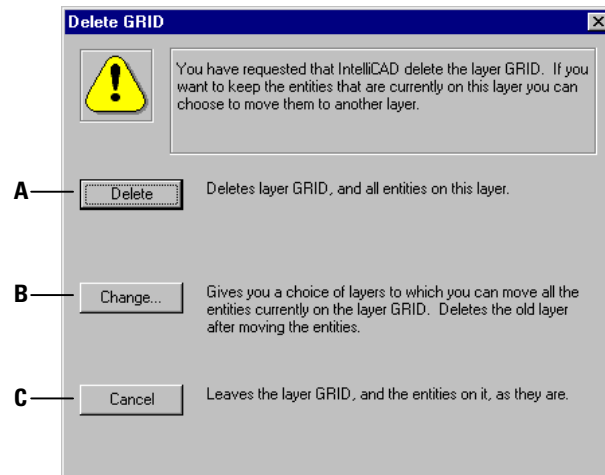 Delete GRID
You have requested that IntelliCAD delete the layer GRID. If you
want to keep the entities that are currently on this layer you can
choose to move them to another layer.
A
Delete
Deletes layer GRID, and all entities on this layer.
B
Change...
Gives you a choice of layers to which you can move all the
entities currently on the layer GRID. Deletes the old layer
after moving the entities.
C
Cancel
Leaves the layer GRID, and the entities on it, as they are.